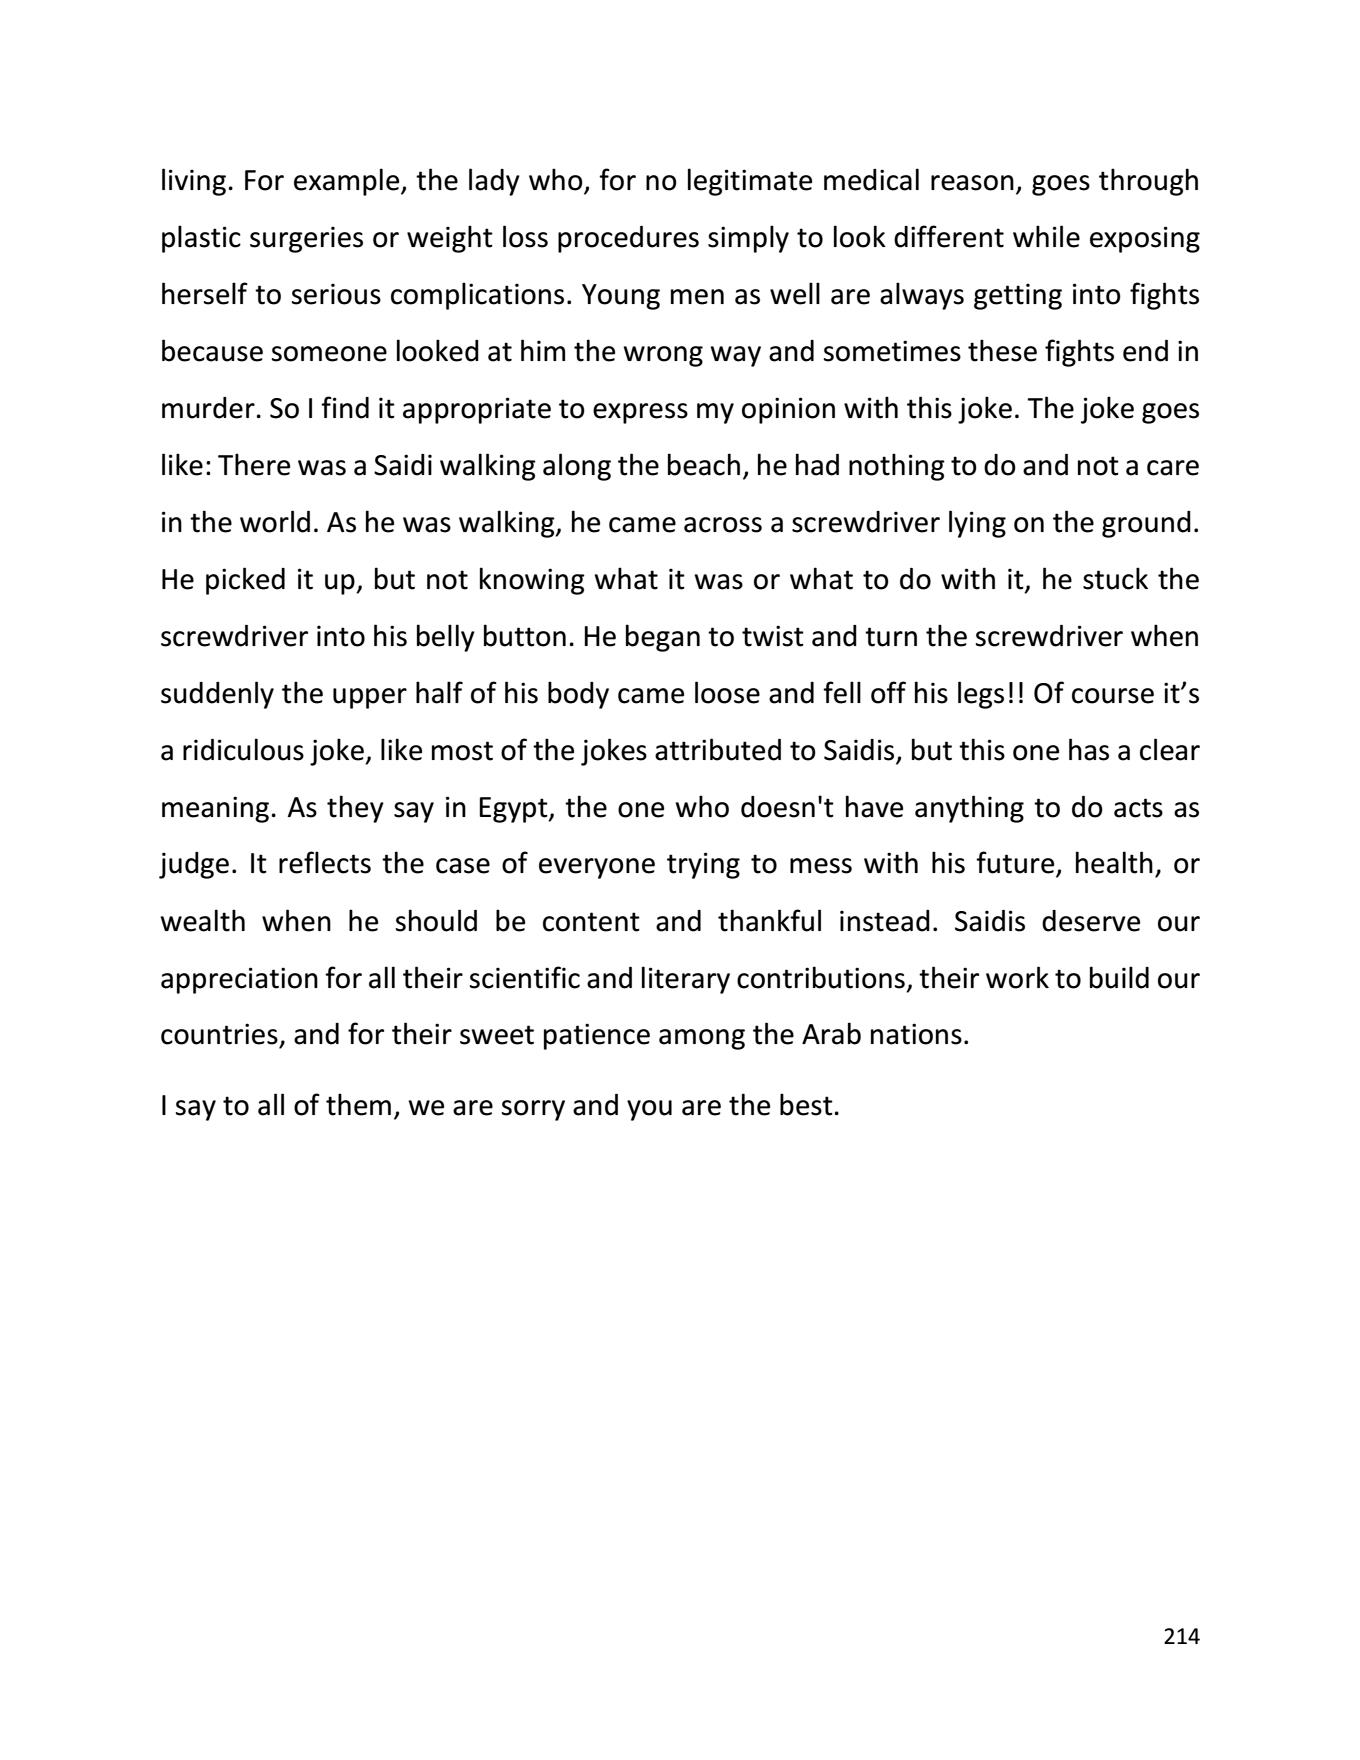 living. For example, the lady who, for no legitimate medical reason, goes through
plastic surgeries or weight loss procedures simply to look different while exposing
herself to serious complications. Young men as well are always getting into fights
because someone looked at him the wrong way and sometimes these fights end in
murder. So I find it appropriate to express my opinion with this joke. The joke goes
like: There was a Saidi walking along the beach, he had nothing to do and not a care
in the world. As he was walking, he came across a screwdriver lying on the ground.
He picked it up, but not knowing what it was or what to do with it, he stuck the
screwdriver into his belly button. He began to twist and turn the screwdriver when
suddenly the upper half of his body came loose and fell off his legs!! Of course it’s
a ridiculous joke, like most of the jokes attributed to Saidis, but this one has a clear
meaning. As they say in Egypt, the one who doesn't have anything to do acts as
judge. It reflects the case of everyone trying to mess with his future, health, or
wealth when he should be content and thankful instead. Saidis deserve our
appreciation for all their scientific and literary contributions, their work to build our
countries, and for their sweet patience among the Arab nations.
I say to all of them, we are sorry and you are the best.
214